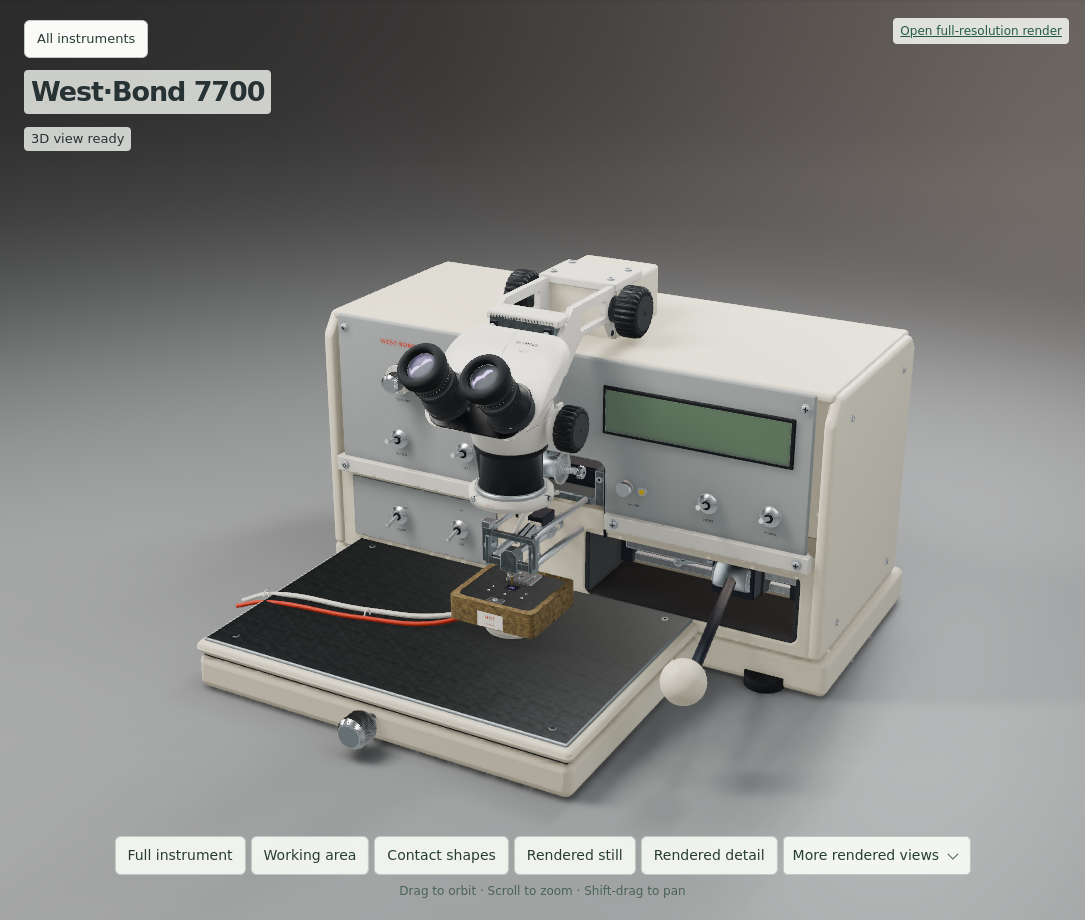 All instruments
Open full-resolution render
West·Bond 7700
3D view ready
Full instrument
Working area
Contact shapes
Rendered still
Rendered detail
More rendered views
Drag to orbit · Scroll to zoom · Shift-drag to pan